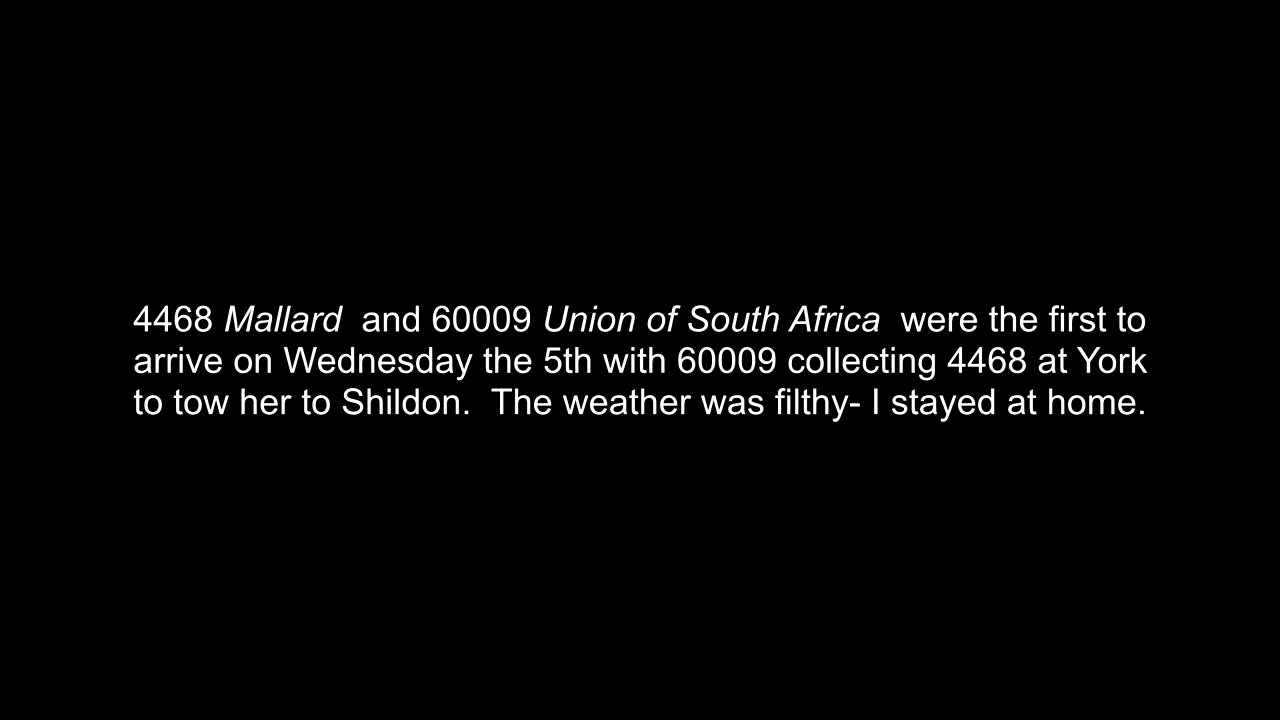 4468 Mallard  and 60009 Union of South Africa  were the first to
arrive on Wednesday the 5th with 60009 collecting 4468 at York
to tow her to Shildon.  The weather was filthy- I stayed at home.